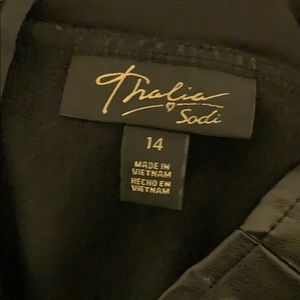 Thalia
Sodi
14
MADE IN
VIETNAM
HECHO EN
VIETNAM